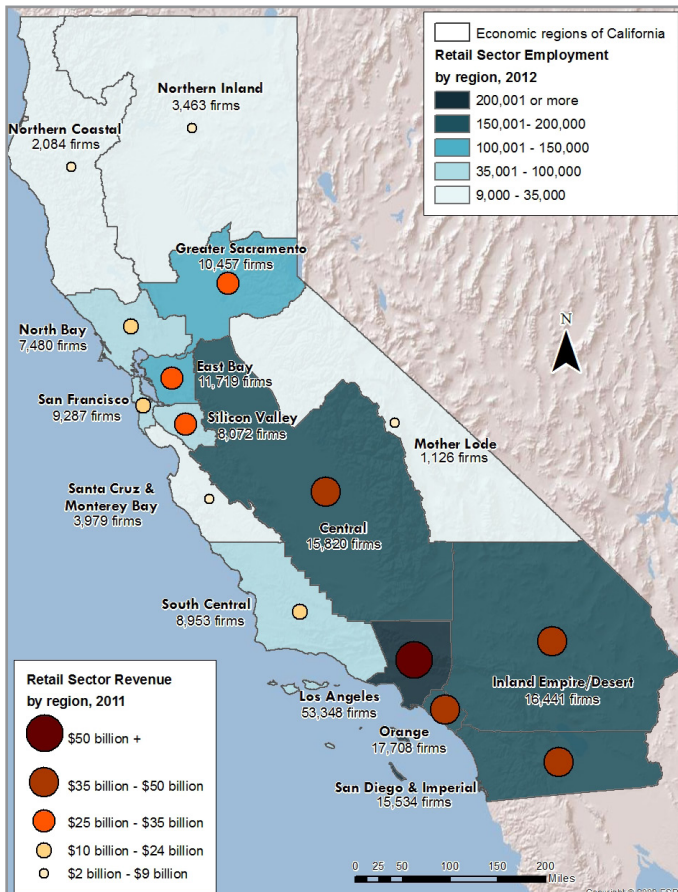 Economic regions of California
Retail Sector Employment
by region, 2012
200,001 or more
150,001- 200,000
100,001 - 150,000
35,001 - 100,000
9,000 - 35,000
Northern Inland
3,463 firms
Northern Coastal
2,084 firms
Greater Sacramento
10,457 firms
N
North Bay
7,480 firms
East Bay
11,719 firms
San Francisco
9,287 firms
Silicon Valley
8,072 firms
Mother Lode
1,126 firms
Santa Cruz &
Monterey Bay
3,979 firms
Central
15,820 firms
South Central
8,953 firms
Los Angeles
53,348 firms
Inland Empire/Desert
16,441 firms
Orange
17,708 firms
San Diego & Imperial
15,534 firms
Retail Sector Revenue
by region, 2011
$50 billion +
$35 billion - $50 billion
$25 billion - $35 billion
$10 billion - $24 billion
$2 billion - $9 billion
0 25 50 100 150 200
Miles